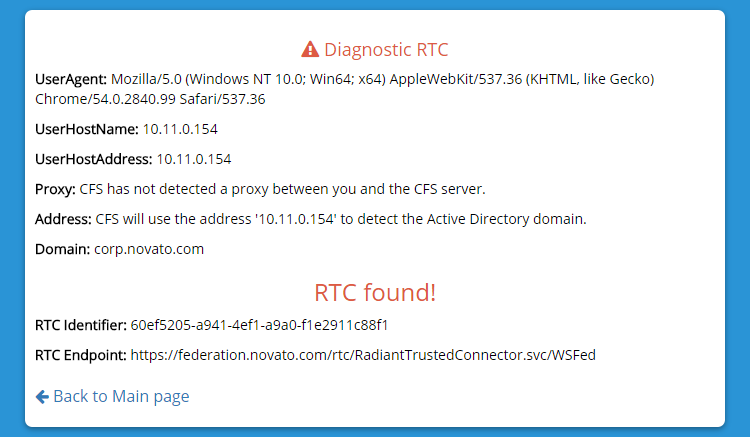 Diagnostic RTC
UserAgent: Mozilla/5.0 (Windows NT 10.0; Win64; x64) AppleWebKit/537.36 (KHTML, like Gecko)
Chrome/54.0.2840.99 Safari/537.36
UserHostName: 10.11.0.154
UserHostAddress: 10.11.0.154
Proxy: CFS has not detected a proxy between you and the CFS server.
Address: CFS will use the address '10.11.0.154' to detect the Active Directory domain.
Domain: corp.novato.com
RTC found!
RTC Identifier: 60ef5205-a941-4ef1-a9a0-f1e2911c88f1
RTC Endpoint: https://federation.novato.com/rtc/RadiantTrustedConnector.svc/WSFed
Back to Main page